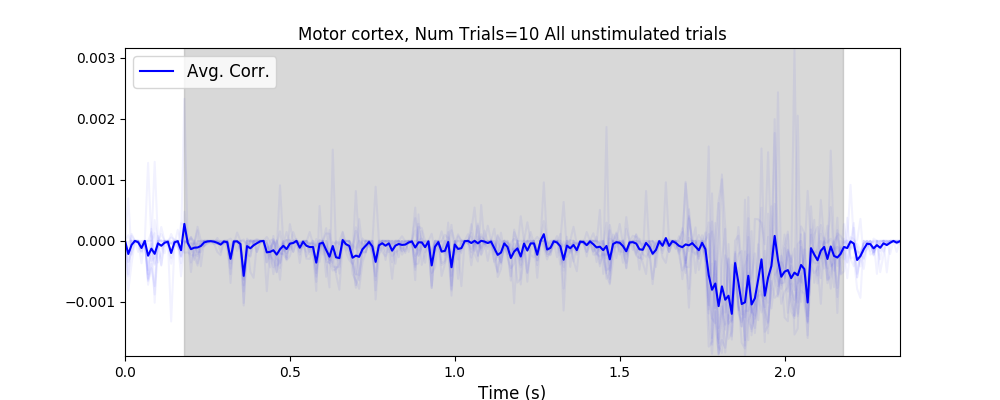 Motor cortex, Num Trials=10 All unstimulated trials
Avg. Corr.
0.003
0.002
0.001
0.000
−0.001
0.0 0.5 1.0 1.5 2.0
Time (s)